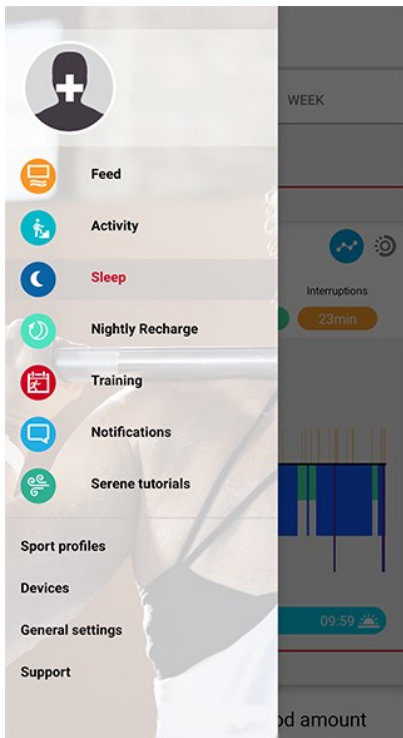 WEEK
Feed
Activity
Sleep
Interruptions
Nightly Recharge
23min
Training
Notifications
Serene tutorials
Sport profiles
Devices
General settings
09:59
Support
amount